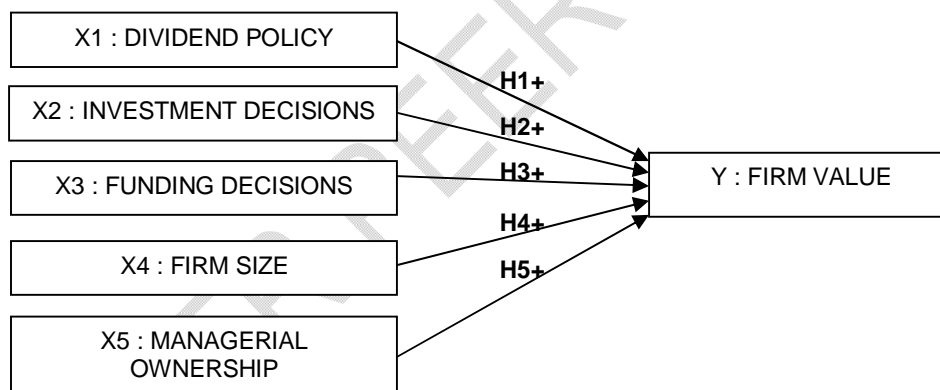 X1 : DIVIDEND POLICY
H1+
X2 : INVESTMENT DECISIONS
H2+
X3 : FUNDING DECISIONS
H3+
Y : FIRM VALUE
H4+
X4 : FIRM SIZE
H5+
X5 : MANAGERIAL
OWNERSHIP